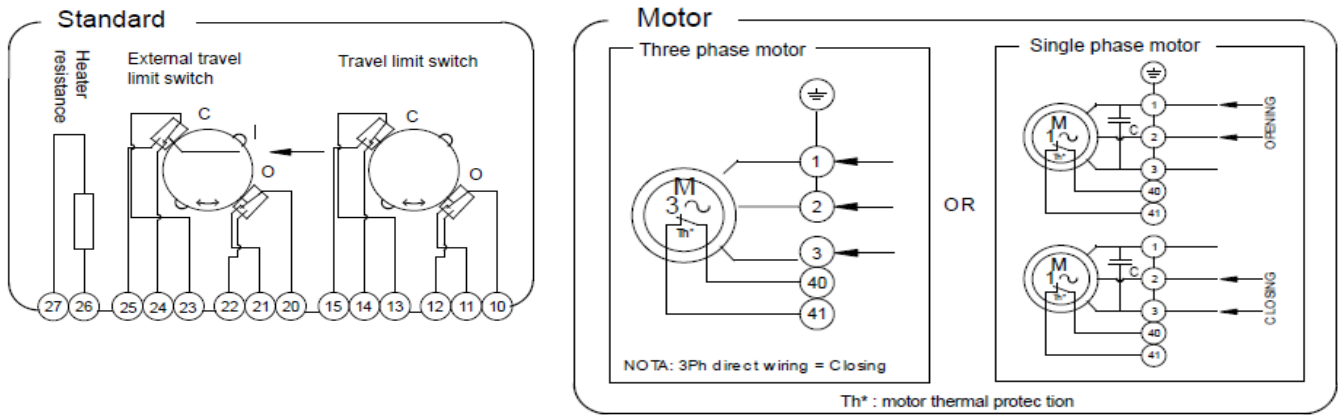 Standard
Heater
resistance
External travel
limit switch
Travel limit switch
C
I
O
C
O
27 26 25 24 23 22 21 20 15 14 13 12 11 10
Motor
Three phase motor
1
2
3
40
41
M
3
Th*
NOTA: 3Ph direct wiring = Closing
OR
Single phase motor
1
2
3
40
41
M
1
Th*
C
OPENING
1
2
3
40
41
M
1
Th*
C
CLOSING
Th* : motor thermal protec tion